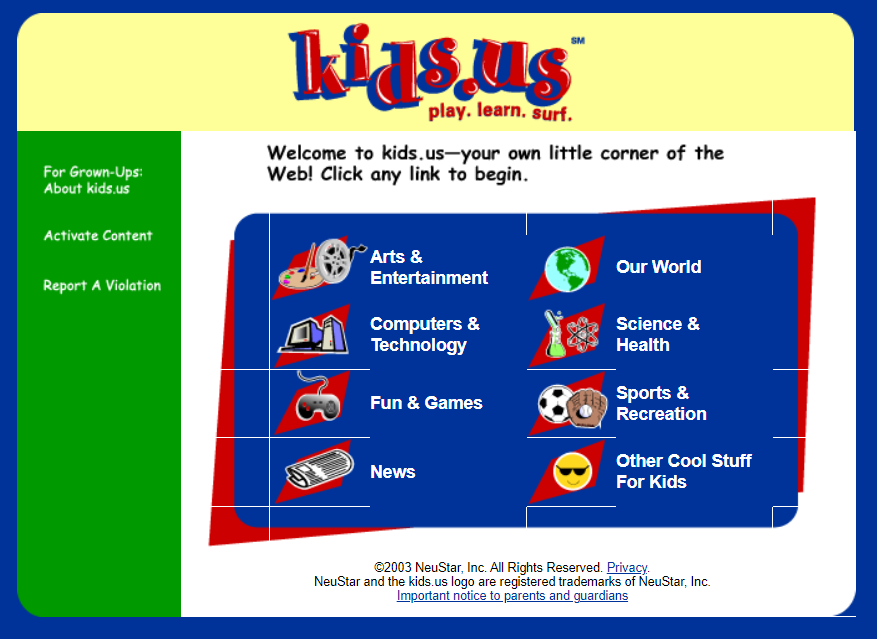 kids.us SM
play. learn. surf.
For Grown-Ups:
About kids.us
Activate Content
Report A Violation
Welcome to kids.us—your own little corner of the
Web! Click any link to begin.
Arts &
Entertainment
Our World
Computers &
Technology
Science &
Health
Fun & Games
Sports &
Recreation
News
Other Cool Stuff
For Kids
©2003 NeuStar, Inc. All Rights Reserved. Privacy.
NeuStar and the kids.us logo are registered trademarks of NeuStar, Inc.
Important notice to parents and guardians